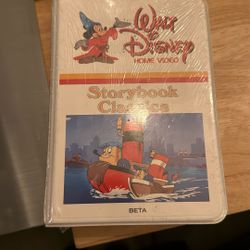 Walt
Disney
HOME VIDEO
Storybook
Classics
BETA